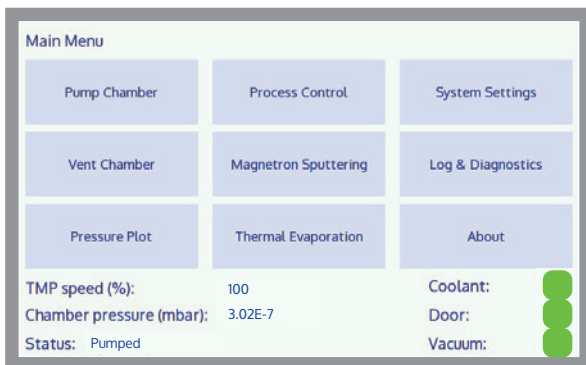 Main Menu
Pump Chamber Process Control System Settings
Vent Chamber Magnetron Sputtering Log & Diagnostics
Pressure Plot Thermal Evaporation About
TMP speed (%): 100 Coolant:
Chamber pressure (mbar): 3.02E-7 Door:
Status: Pumped Vacuum: